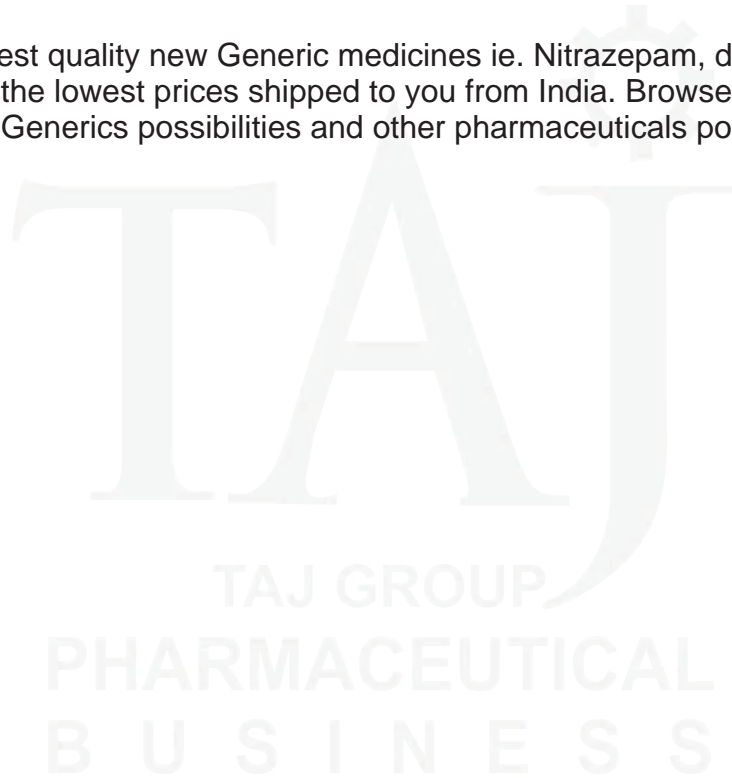 est quality new Generic medicines ie. Nitrazepam, d
the lowest prices shipped to you from India. Browse
Generics possibilities and other pharmaceuticals po
TAJ
TAJ GROUP
PHARMACEUTICAL
BUSINESS